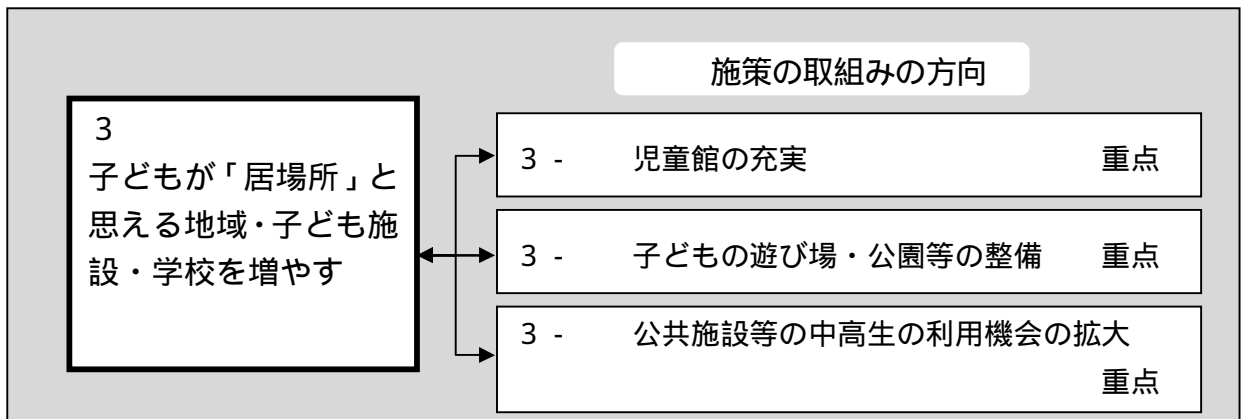 施策の取組みの方向
3
子どもが「居場所」と
思える地域・子ども施
設・学校を増やす
3 - 児童館の充実 重点
3 - 子どもの遊び場・公園等の整備 重点
3 - 公共施設等の中高生の利用機会の拡大
重点